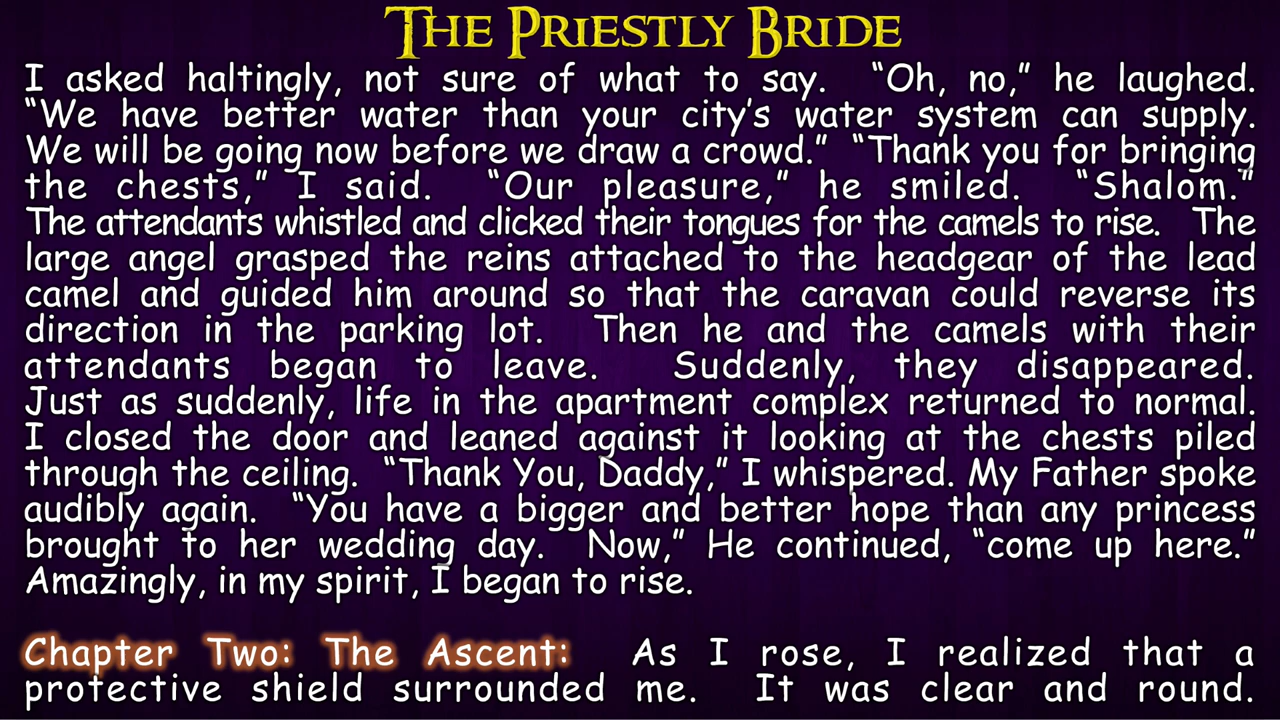 The Priestly Bride
I asked haltingly, not sure of what to say. “Oh, no,” he laughed.
“We have better water than your city’s water system can supply.
We will be going now before we draw a crowd.” “Thank you for bringing
the chests,” I said. “Our pleasure,” he smiled. “Shalom.”
The attendants whistled and clicked their tongues for the camels to rise. The
large angel grasped the reins attached to the headgear of the lead
camel and guided him around so that the caravan could reverse its
direction in the parking lot. Then he and the camels with their
attendants began to leave. Suddenly, they disappeared.
Just as suddenly, life in the apartment complex returned to normal.
I closed the door and leaned against it looking at the chests piled
through the ceiling. “Thank You, Daddy,” I whispered. My Father spoke
audibly again. “You have a bigger and better hope than any princess
brought to her wedding day. Now,” He continued, “come up here.”
Amazingly, in my spirit, I began to rise.
Chapter Two: The Ascent: As I rose, I realized that a
protective shield surrounded me. It was clear and round.